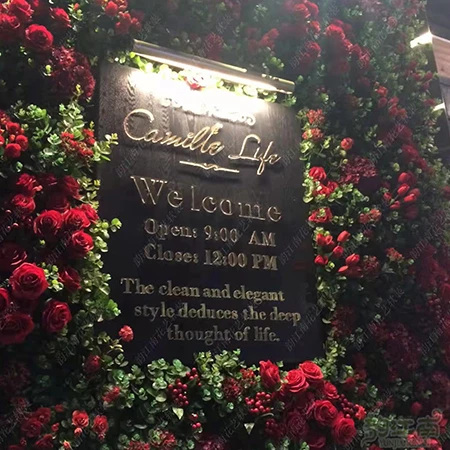 Camille Life
Welcome
Open: 9:00 AM
Close: 12:00 PM
The clean and elegant
style deduces the deep
thought of life.